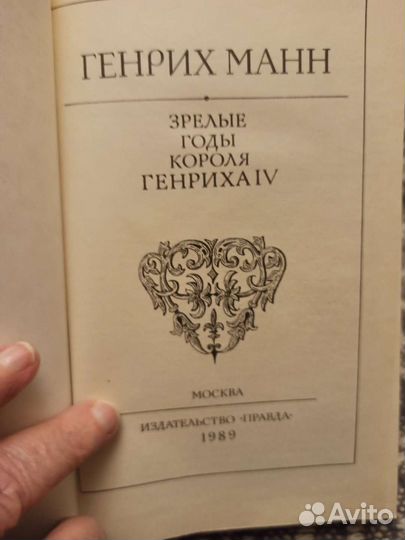 ГЕНРИХ МАНН
ЗРЕЛЫЕ
ГОДЫ
КОРОЛЯ
ГЕНРИХА IV
МОСКВА
ИЗДАТЕЛЬСТВО «ПРАВДА»
1989
Avito